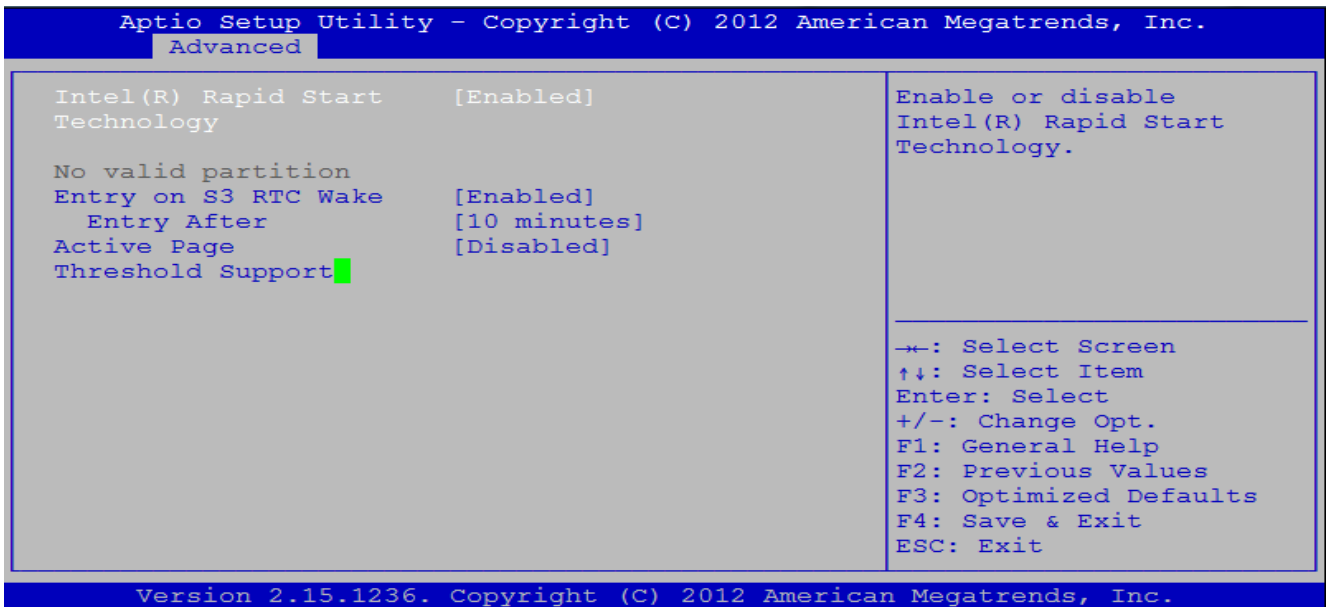 Aptio Setup Utility – Copyright (C) 2012 American Megatrends, Inc.
Advanced
Intel(R) Rapid Start [Enabled]
Technology
No valid partition
Entry on S3 RTC Wake [Enabled]
Entry After [10 minutes]
Active Page [Disabled]
Threshold Support
Enable or disable
Intel(R) Rapid Start
Technology.
→←: Select Screen
↑↓: Select Item
Enter: Select
+/-: Change Opt.
F1: General Help
F2: Previous Values
F3: Optimized Defaults
F4: Save & Exit
ESC: Exit
Version 2.15.1236. Copyright (C) 2012 American Megatrends, Inc.